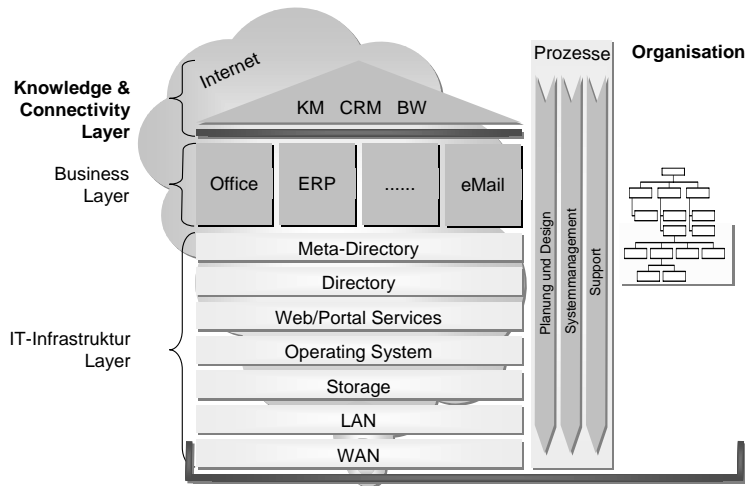 Internet
Knowledge &
Connectivity
Layer
KM CRM BW
Business
Layer
Office
ERP
......
eMail
IT-Infrastruktur
Layer
Meta-Directory
Directory
Web/Portal Services
Operating System
Storage
LAN
WAN
Prozesse
Planung und Design
Systemmanagement
Support
Organisation